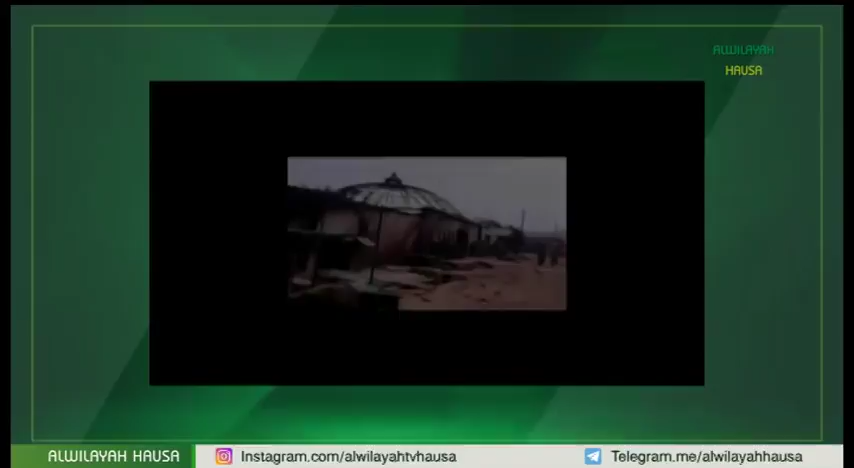 ALWILAYAH
HAUSA
ALWILAYAH HAUSA
Instagram.com/alwilayahtvhausa
Telegram.me/alwilayahhausa